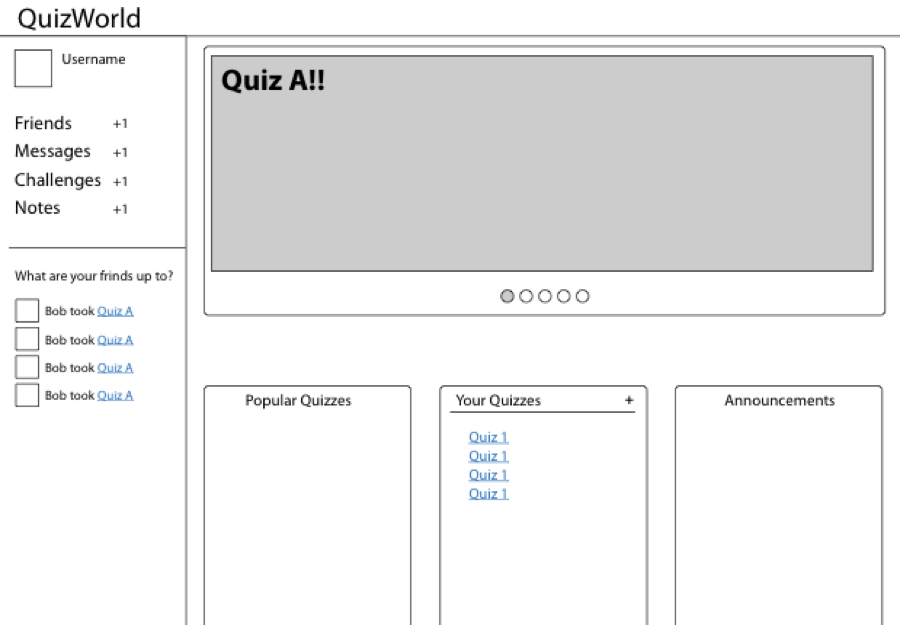 QuizWorld
Username
Friends +1
Messages +1
Challenges +1
Notes +1
What are your frinds up to?
Bob took Quiz A
Bob took Quiz A
Bob took Quiz A
Bob took Quiz A
Quiz A!!
Popular Quizzes
Your Quizzes +
Quiz 1
Quiz 1
Quiz 1
Quiz 1
Announcements